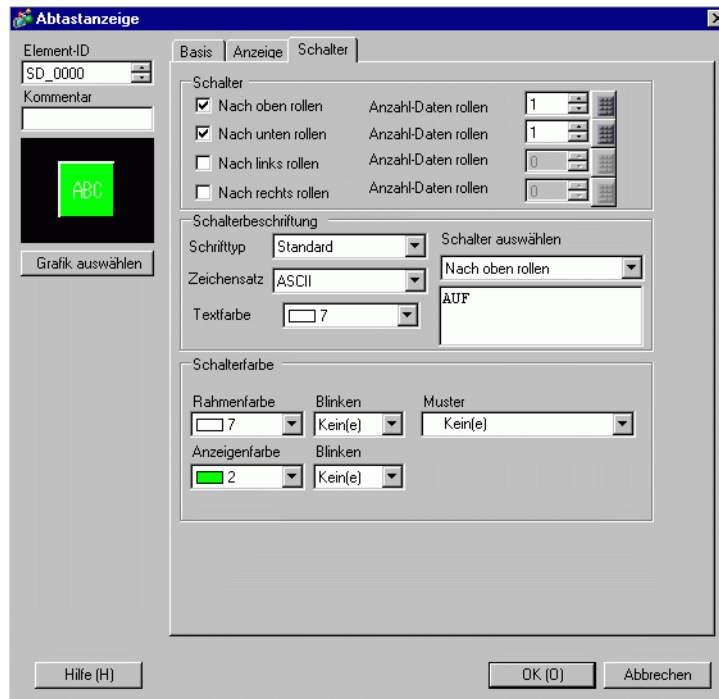 Abtastanzeige
Element-ID
SD_0000
Kommentar
ABC
Grafik auswählen
Basis Anzeige Schalter
Schalter
Nach oben rollen Anzahl-Daten rollen 1
Nach unten rollen Anzahl-Daten rollen 1
Nach links rollen Anzahl-Daten rollen 0
Nach rechts rollen Anzahl-Daten rollen 0
Schalterbeschriftung
Schrifttyp Standard
Zeichensatz ASCII
Textfarbe 7
Schalter auswählen
Nach oben rollen
AUF
Schalterfarbe
Rahmenfarbe Blinken Muster
7 Kein(e) Kein(e)
Anzeigenfarbe Blinken
2 Kein(e)
Hilfe (H) OK (O) Abbrechen